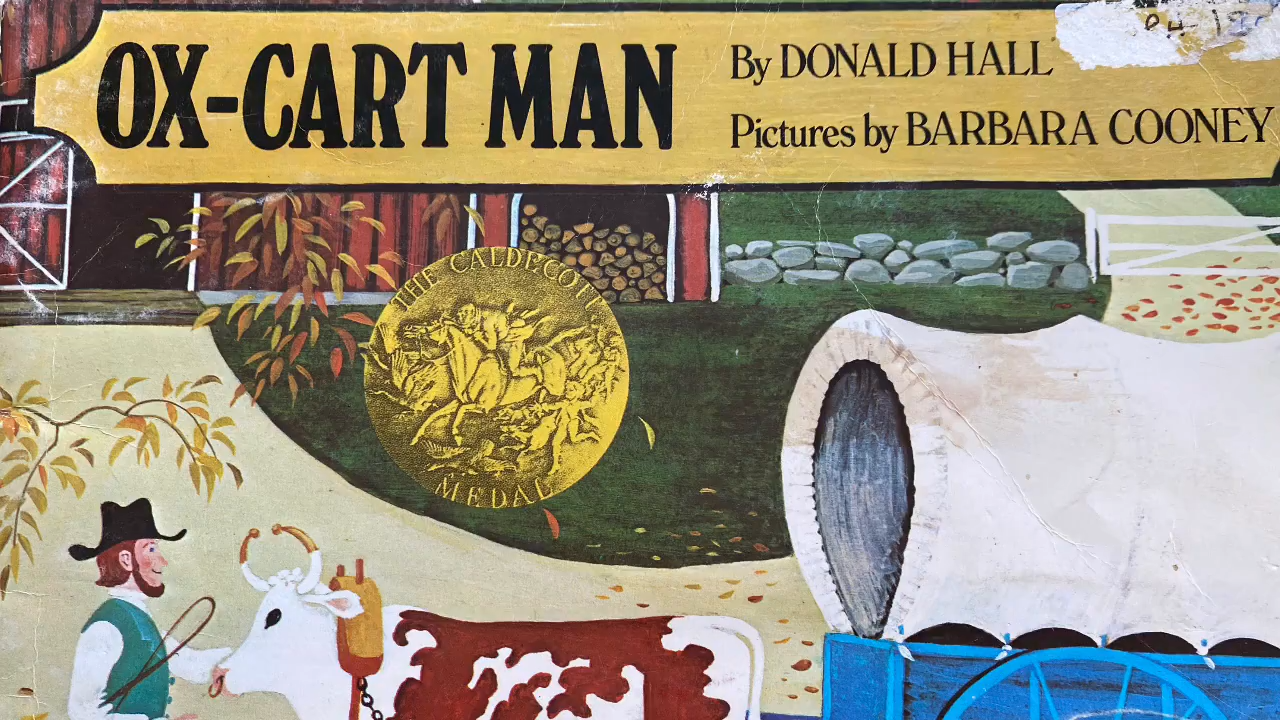 OX-CART MAN
By DONALD HALL
Pictures by BARBARA COONEY
THE CALDECOTT
MEDAL